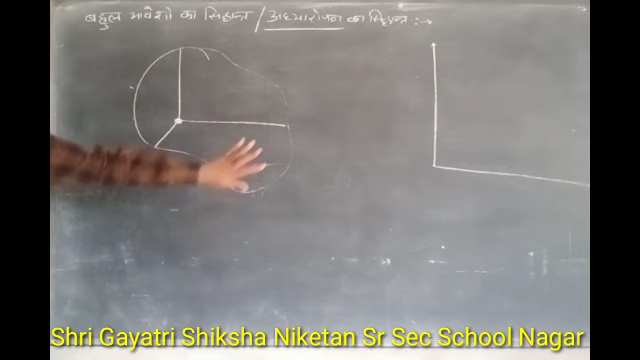 बहुल आवेशो का सिद्धान्त / अध्यारोपण का सिद्धान्त :→
Shri Gayatri Shiksha Niketan Sr Sec School Nagar